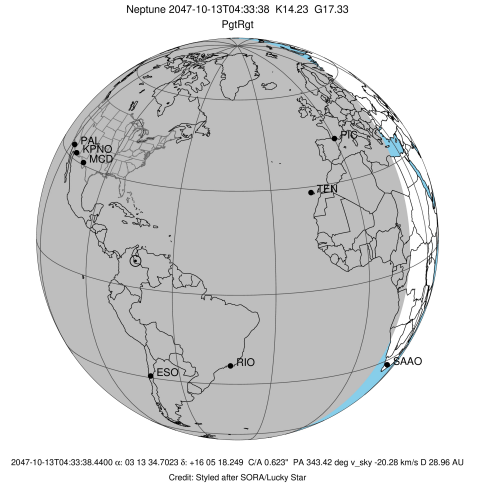 Neptune 2047-10-13T04:33:38 K14.23 G17.33
PgtRgt
PAL
KPNO
MCD
PIC
TEN
ESO
RIO
SAAO
2047-10-13T04:33:38.4400 α: 03 13 34.7023 δ: +16 05 18.249 C/A 0.623" PA 343.42 deg v_sky -20.28 km/s D 28.96 AU
Credit: Styled after SORA/Lucky Star